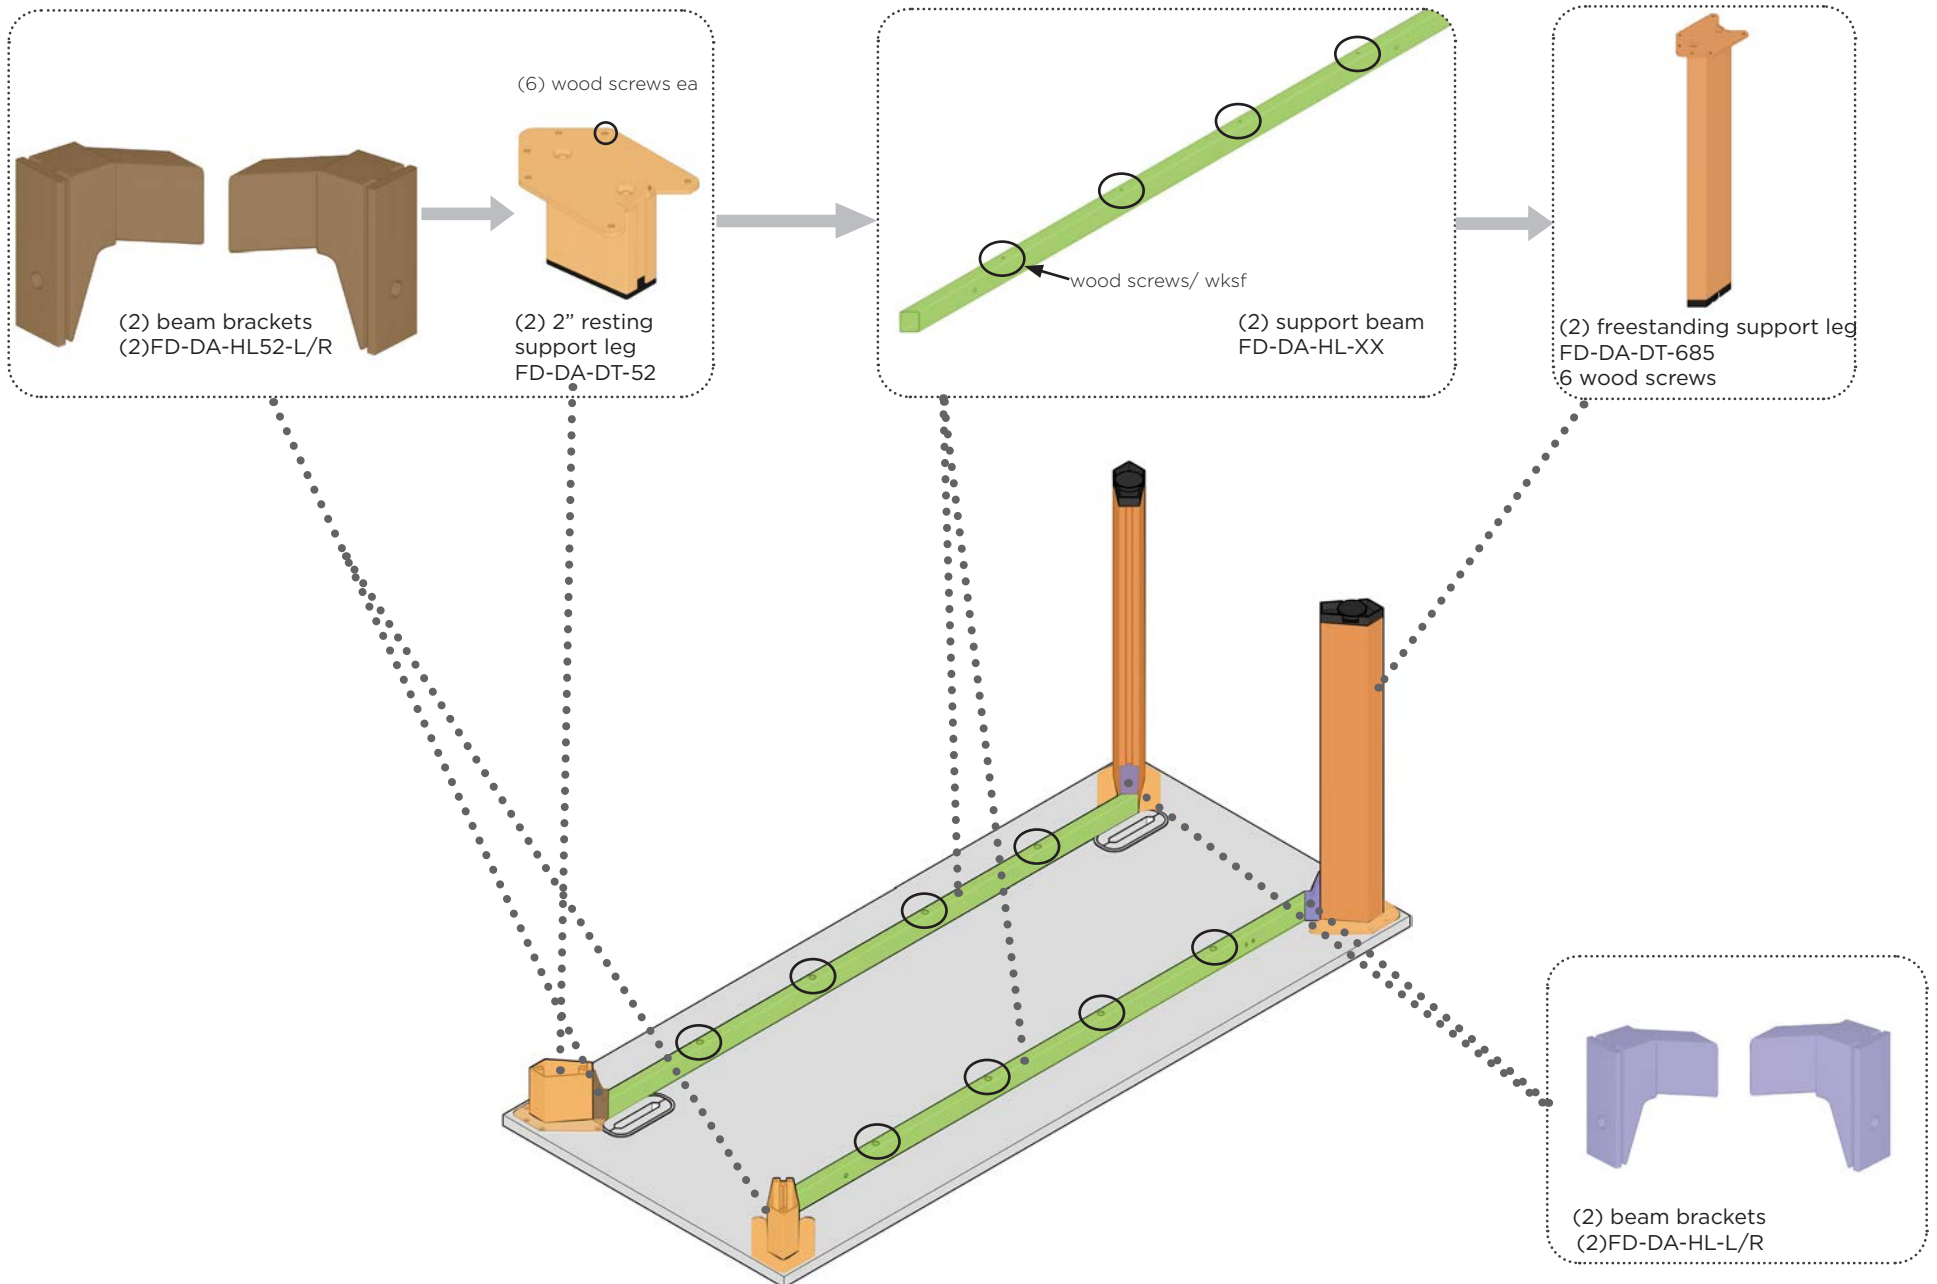 (6) wood screws ea
(2) beam brackets
(2)FD-DA-HL52-L/R
(2) 2” resting
support leg
FD-DA-DT-52
wood screws/ wksf
(2) support beam
FD-DA-HL-XX
(2) freestanding support leg
FD-DA-DT-685
6 wood screws
(2) beam brackets
(2)FD-DA-HL-L/R